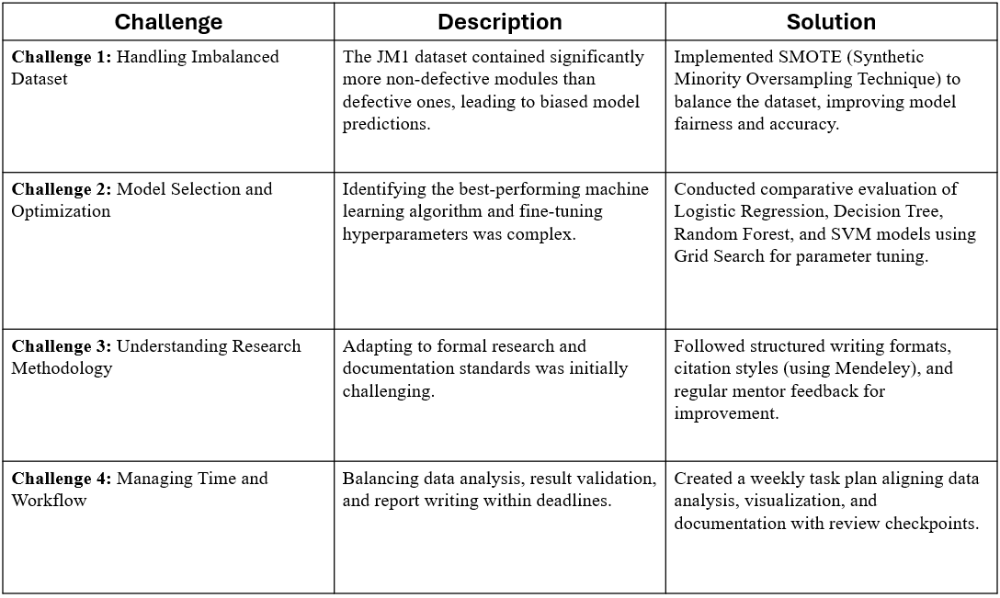 Challenge
Description
Solution
Challenge 1: Handling Imbalanced
Dataset
The JM1 dataset contained significantly
more non-defective modules than
defective ones, leading to biased model
predictions.
Implemented SMOTE (Synthetic
Minority Oversampling Technique) to
balance the dataset, improving model
fairness and accuracy.
Challenge 2: Model Selection and
Optimization
Identifying the best-performing machine
learning algorithm and fine-tuning
hyperparameters was complex.
Conducted comparative evaluation of
Logistic Regression, Decision Tree,
Random Forest, and SVM models using
Grid Search for parameter tuning.
Challenge 3: Understanding Research
Methodology
Adapting to formal research and
documentation standards was initially
challenging.
Followed structured writing formats,
citation styles (using Mendeley), and
regular mentor feedback for
improvement.
Challenge 4: Managing Time and
Workflow
Balancing data analysis, result validation,
and report writing within deadlines.
Created a weekly task plan aligning data
analysis, visualization, and
documentation with review checkpoints.